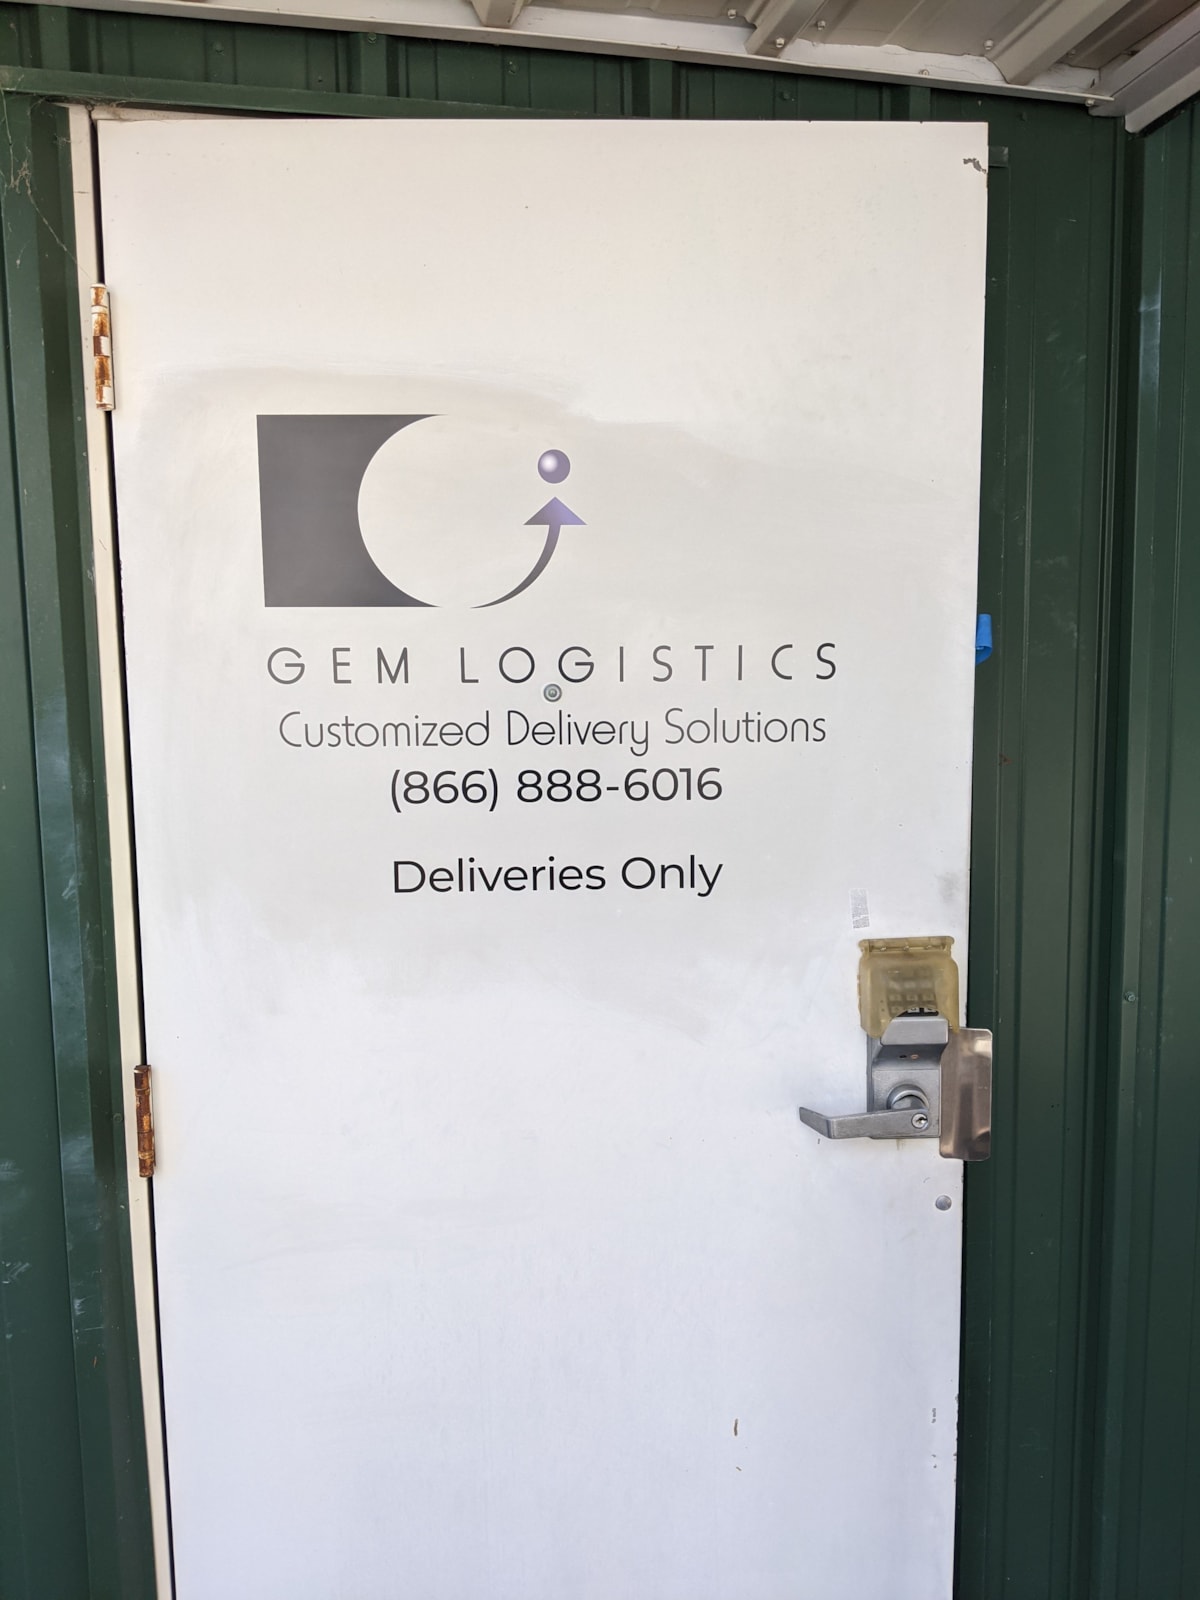 GEM LOGISTICS
Customized Delivery Solutions
(866) 888-6016
Deliveries Only